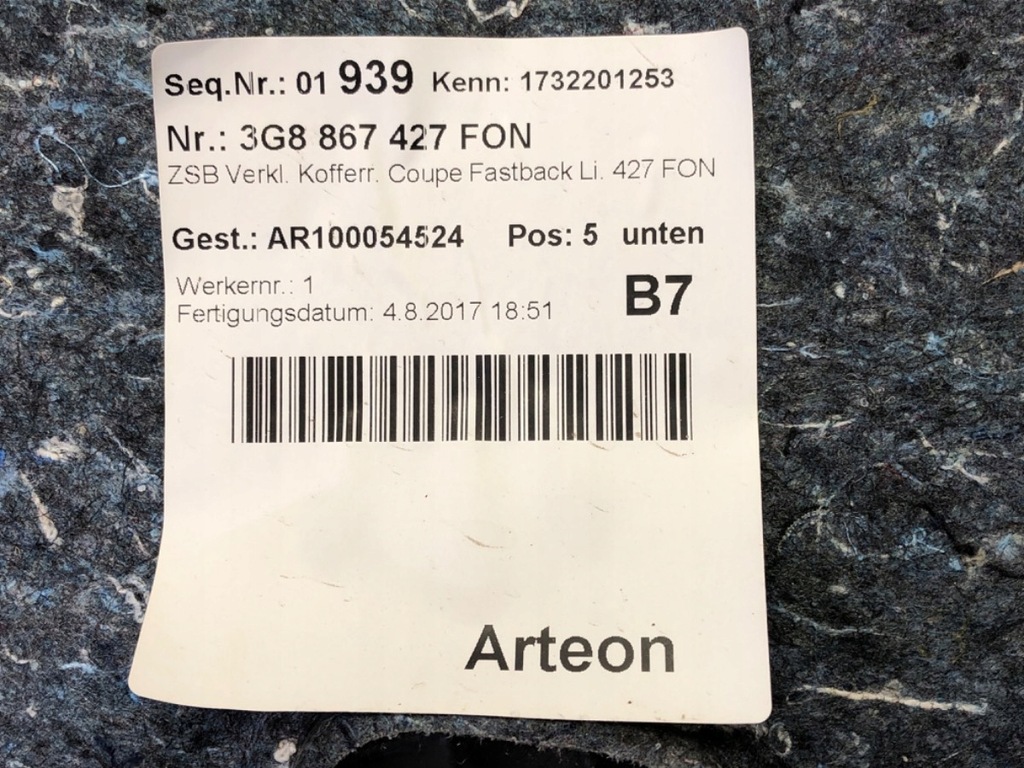 Seq.Nr.: 01 939 Kenn: 1732201253
Nr.: 3G8 867 427 FON
ZSB Verkl. Kofferr. Coupe Fastback Li. 427 FON
Gest.: AR100054524 Pos: 5 unten
Werkernr.: 1
B7
Fertigungsdatum: 4.8.2017 18:51
Arteon